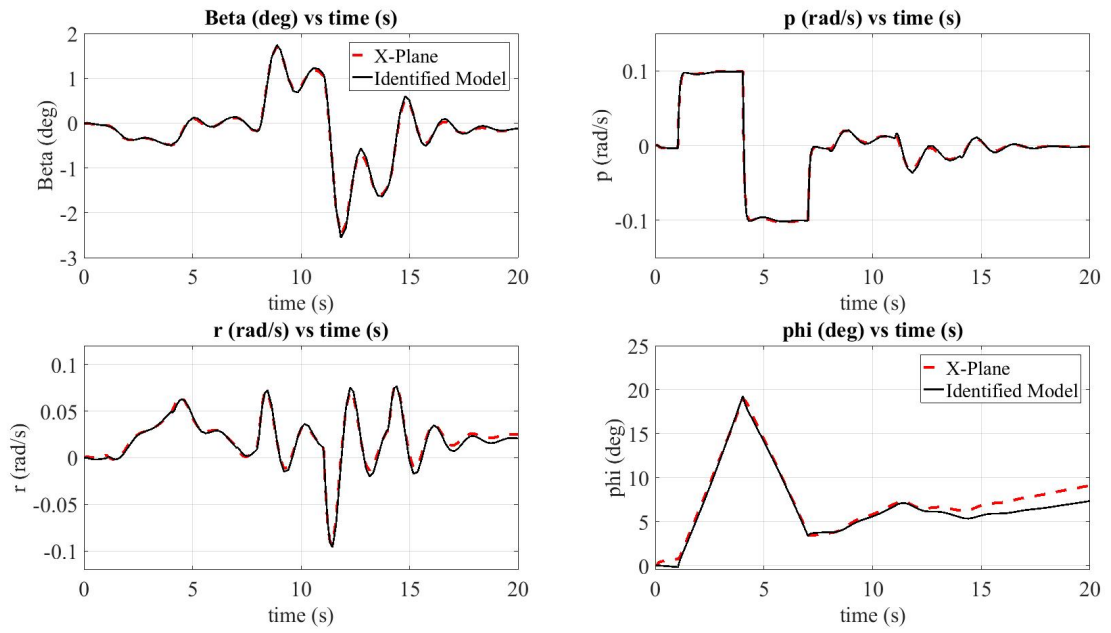 Beta (deg) vs time (s)
2
1
0
-1
-2
-3
Beta (deg)
X-Plane
Identified Model
0
5
10
15
20
time (s)
p (rad/s) vs time (s)
0.1
0
-0.1
p (rad/s)
0
5
10
15
20
time (s)
r (rad/s) vs time (s)
0.1
0.05
0
-0.05
-0.1
r (rad/s)
0
5
10
15
20
time (s)
phi (deg) vs time (s)
25
20
15
10
5
0
phi (deg)
X-Plane
Identified Model
0
5
10
15
20
time (s)